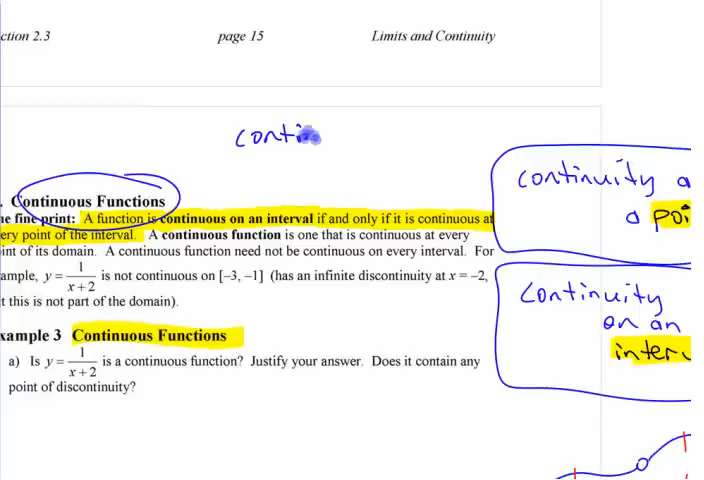 ction 2.3 page 15 Limits and Continuity
conti
continuity a
a poi
. Continuous Functions
he fine print: A function is continuous on an interval if and only if it is continuous at
ery point of the interval. A continuous function is one that is continuous at every
int of its domain. A continuous function need not be continuous on every interval. For
ample, y = 1/(x + 2) is not continuous on [−3, −1] (has an infinite discontinuity at x = −2,
t this is not part of the domain).
continuity
on an
interv
xample 3 Continuous Functions
a) Is y = 1/(x + 2) is a continuous function? Justify your answer. Does it contain any
point of discontinuity?